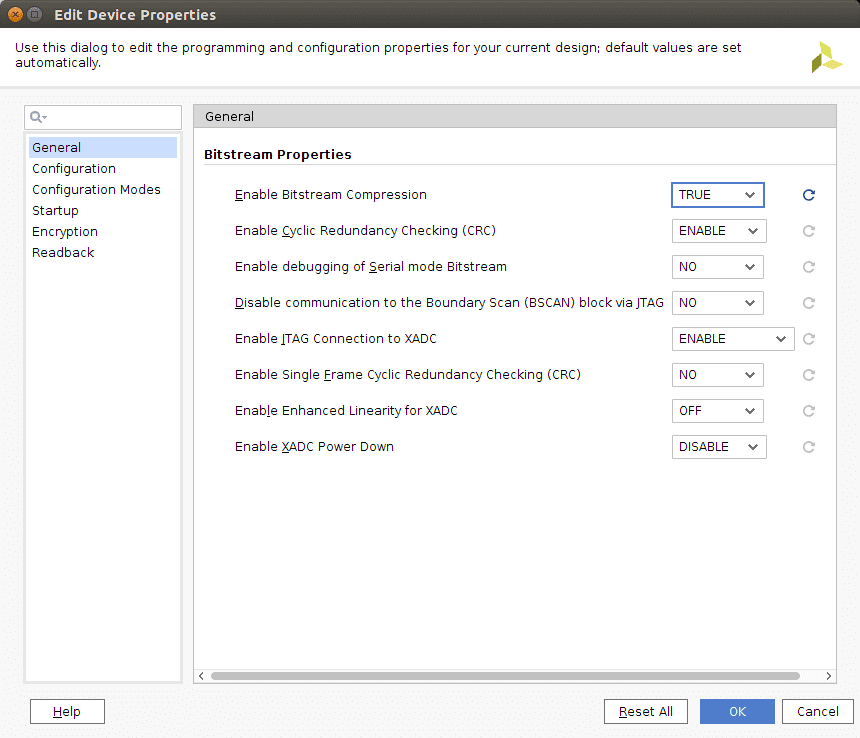 Edit Device Properties
Use this dialog to edit the programming and configuration properties for your current design; default values are set
automatically.
General
Configuration
Configuration Modes
Startup
Encryption
Readback
General
Bitstream Properties
Enable Bitstream Compression TRUE
Enable Cyclic Redundancy Checking (CRC) ENABLE
Enable debugging of Serial mode Bitstream NO
Disable communication to the Boundary Scan (BSCAN) block via JTAG NO
Enable JTAG Connection to XADC ENABLE
Enable Single Frame Cyclic Redundancy Checking (CRC) NO
Enable Enhanced Linearity for XADC OFF
Enable XADC Power Down DISABLE
Help Reset All OK Cancel